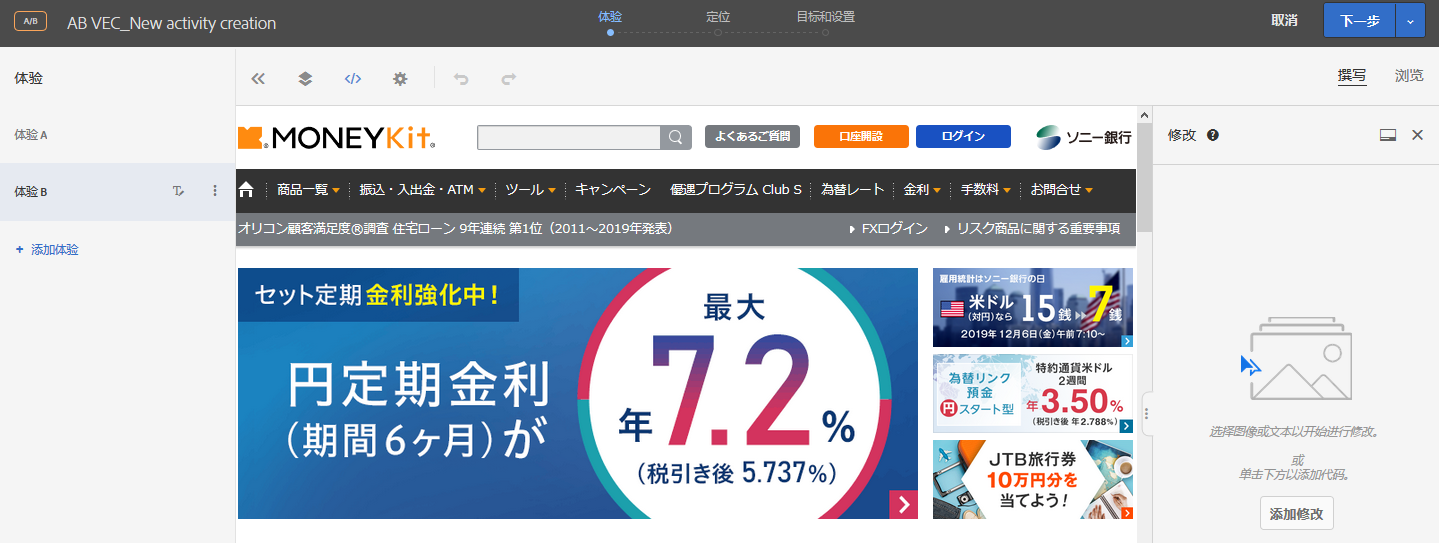 A/B AB VEC_New activity creation 体验 定位 目标和设置 取消 下一步
体验
体验 A
体验 B
+ 添加体验
撰写 浏览
MONEYKit
よくあるご質問 口座開設 ログイン ソニー銀行
商品一覧 振込・入出金・ATM ツール キャンペーン 優遇プログラム Club S 為替レート 金利 手数料 お問合せ
オリコン顧客満足度®調査 住宅ローン 9年連続 第1位（2011～2019年発表） FXログイン リスク商品に関する重要事項
セット定期 金利強化中！
円定期金利
（期間6ヶ月）が
最大
年 7.2 %
（税引き後 5.737%）
雇用統計はソニー銀行の日
米ドル
（対円）なら 15銭 7銭
2019年12月6日(金)午前7:10～
為替リンク
預金
円スタート型
特約通貨米ドル
2週間
年3.50%
（税引き後 年2.788%）
JTB旅行券
10万円分を
当てよう！
修改
选择图像或文本以开始进行修改。
或
单击下方以添加代码。
添加修改